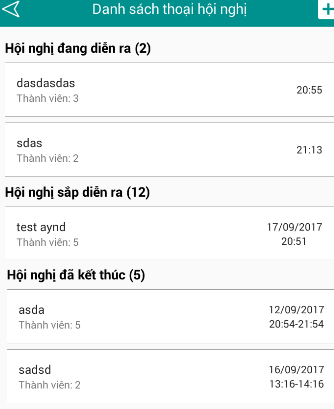 Danh sách thoại hội nghị
Hội nghị đang diễn ra (2)
dasdasdas
Thành viên: 3
20:55
sdas
Thành viên: 2
21:13
Hội nghị sắp diễn ra (12)
test aynd
Thành viên: 5
17/09/2017
20:51
Hội nghị đã kết thúc (5)
asda
Thành viên: 5
12/09/2017
20:54-21:54
sadsd
Thành viên: 2
16/09/2017
13:16-14:16